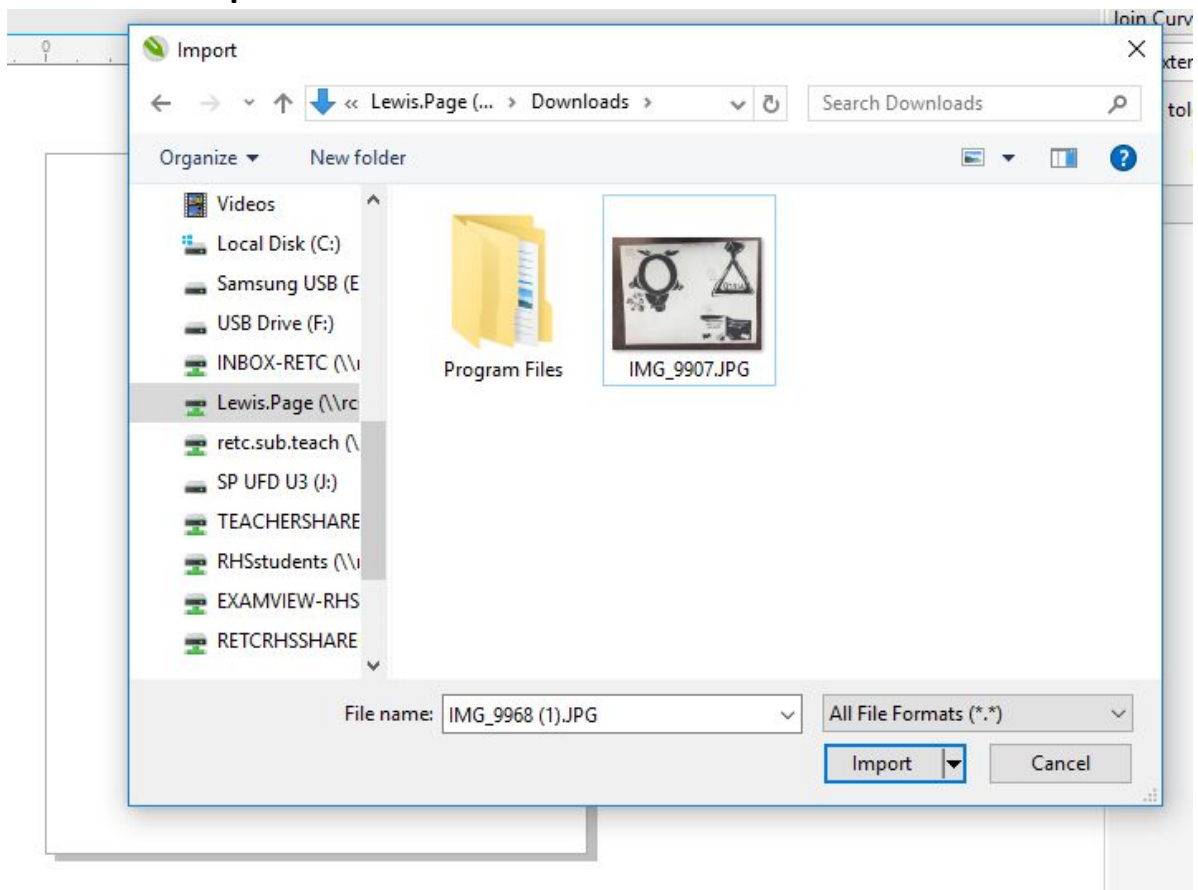 Join Curv
0
Import
xter
« Lewis.Page (... > Downloads >
Search Downloads
tol
Organize
New folder
?
Videos
Local Disk (C:)
Samsung USB (E
USB Drive (F:)
INBOX-RETC (\\
Lewis.Page (\\rc
retc.sub.teach (\
SP UFD U3 (J:)
TEACHERSHARE
RHSstudents (\\
EXAMVIEW-RHS
RETCRHSSHARE
Program Files
IMG_9907.JPG
File name:
IMG_9968 (1).JPG
All File Formats (*.*)
Import
Cancel